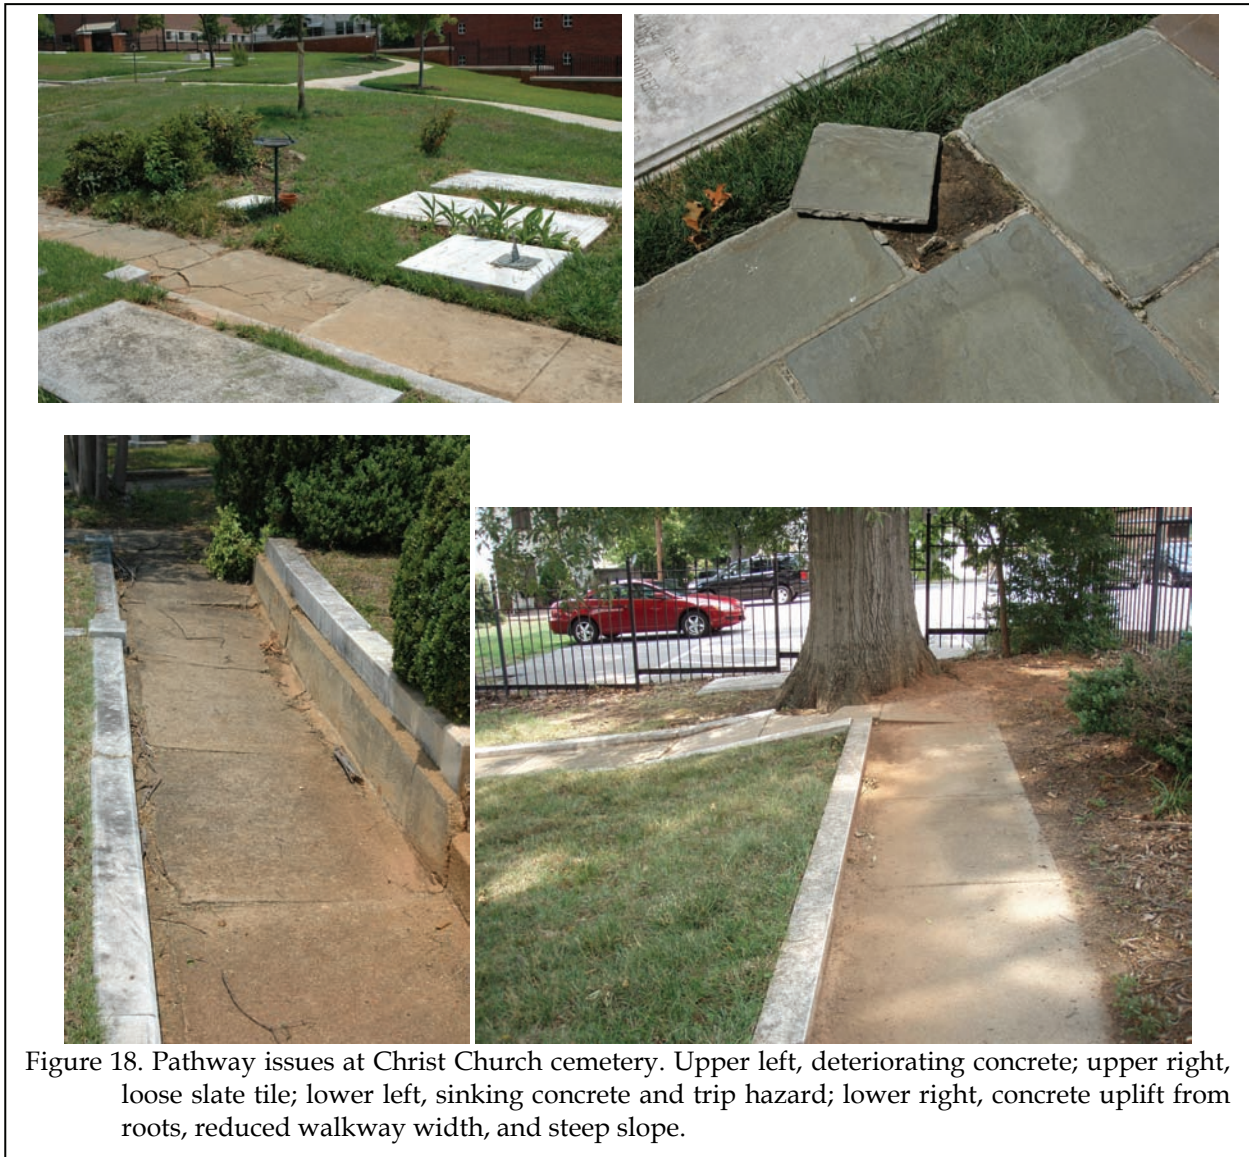 Figure 18. Pathway issues at Christ Church cemetery. Upper left, deteriorating concrete; upper right,
loose slate tile; lower left, sinking concrete and trip hazard; lower right, concrete uplift from
roots, reduced walkway width, and steep slope.